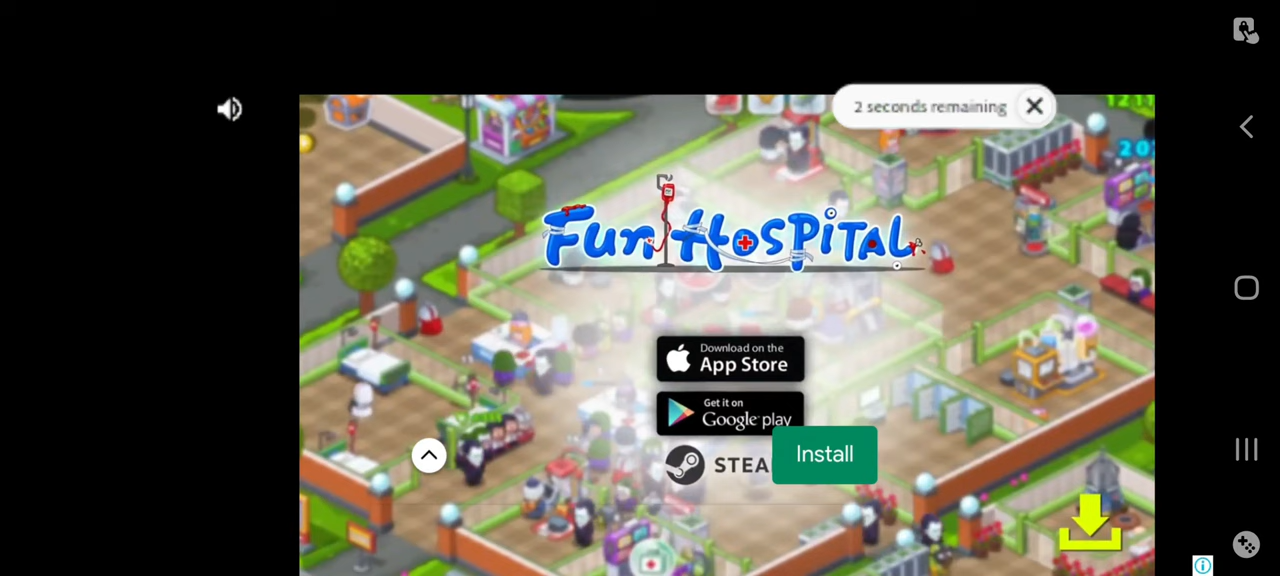 2 seconds remaining
Fun Hospital
Download on the
App Store
Get it on
Google play
STEA
Install